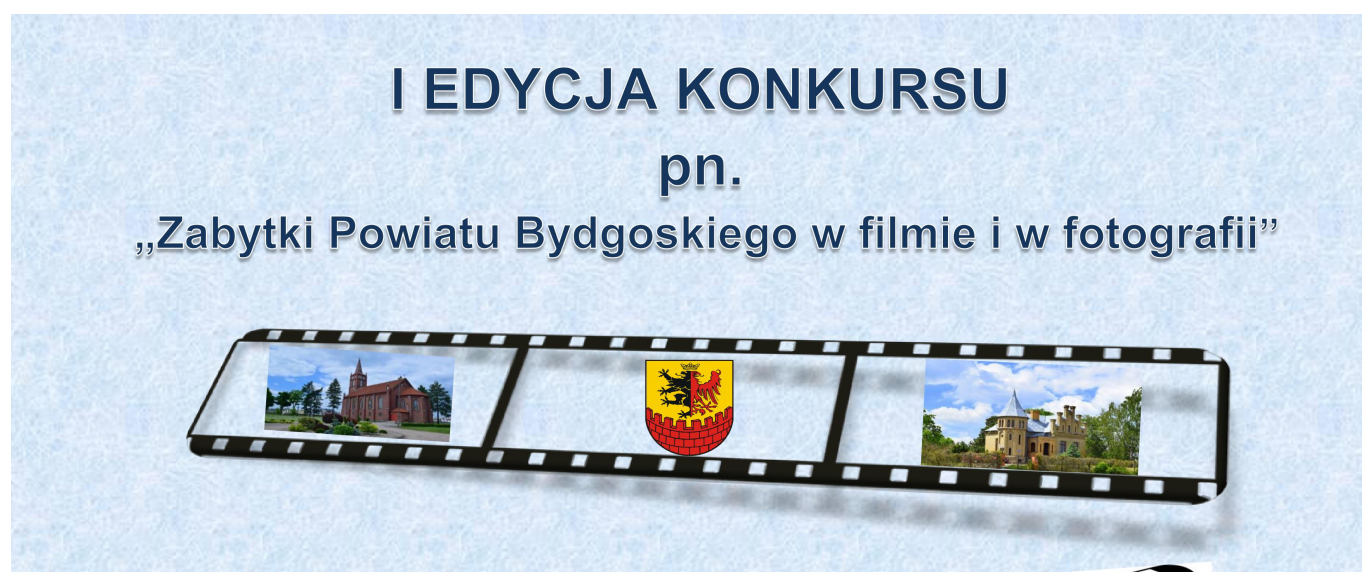 I EDYCJA KONKURSU
pn.
„Zabytki Powiatu Bydgoskiego w filmie i w fotografii”